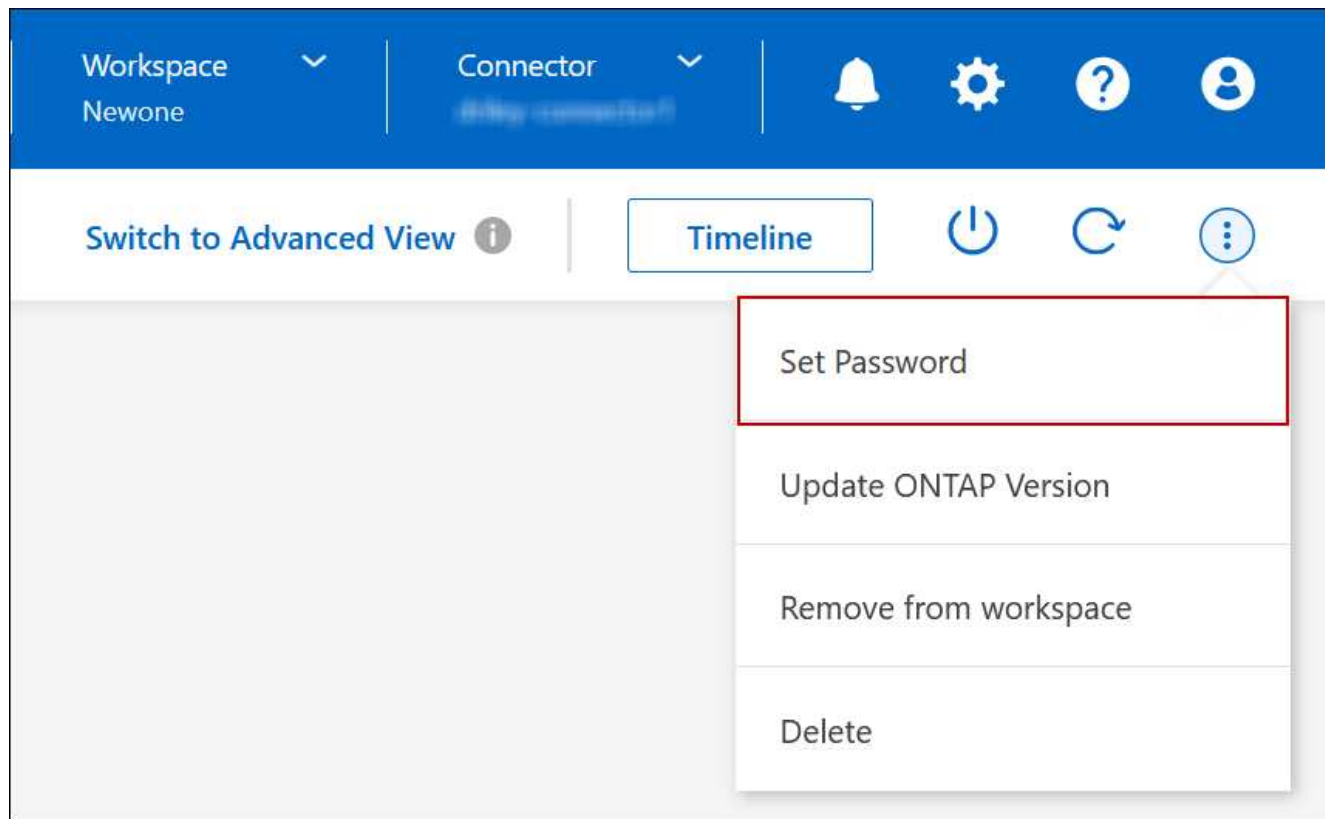 Workspace
Newone
Connector
Switch to Advanced View
Timeline
Set Password
Update ONTAP Version
Remove from workspace
Delete